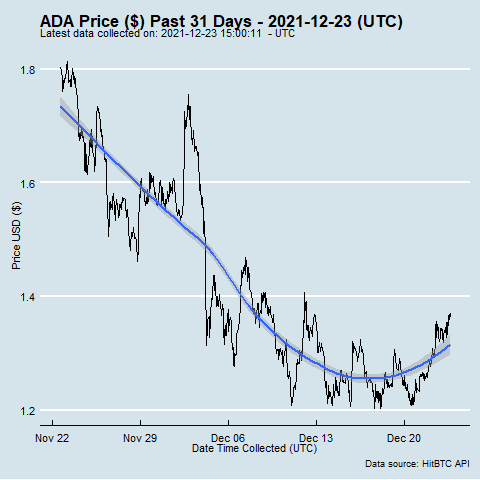 ADA Price ($) Past 31 Days - 2021-12-23 (UTC)
Latest data collected on: 2021-12-23 15:00:11 - UTC
Price USD ($)
1.8
1.6
1.4
1.2
Nov 22 Nov 29 Dec 06 Dec 13 Dec 20
Date Time Collected (UTC)
Data source: HitBTC API